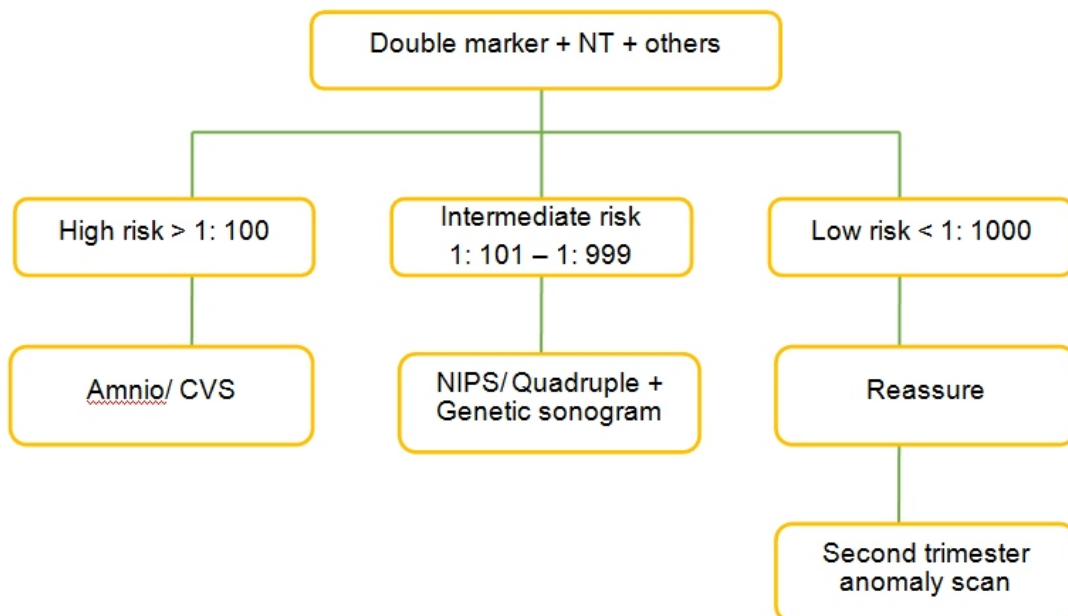 Double marker + NT + others
High risk > 1: 100
Intermediate risk
1: 101 – 1: 999
Low risk < 1: 1000
Amnio/ CVS
NIPS/ Quadruple +
Genetic sonogram
Reassure
Second trimester
anomaly scan